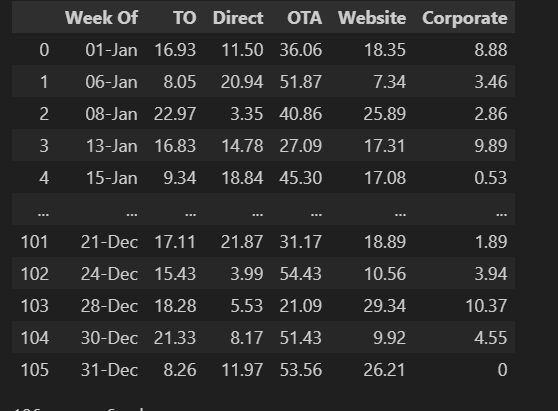 Week Of TO Direct OTA Website Corporate
0 01-Jan 16.93 11.50 36.06 18.35 8.88
1 06-Jan 8.05 20.94 51.87 7.34 3.46
2 08-Jan 22.97 3.35 40.86 25.89 2.86
3 13-Jan 16.83 14.78 27.09 17.31 9.89
4 15-Jan 9.34 18.84 45.30 17.08 0.53
... ... ... ... ... ... ...
101 21-Dec 17.11 21.87 31.17 18.89 1.89
102 24-Dec 15.43 3.99 54.43 10.56 3.94
103 28-Dec 18.28 5.53 21.09 29.34 10.37
104 30-Dec 21.33 8.17 51.43 9.92 4.55
105 31-Dec 8.26 11.97 53.56 26.21 0